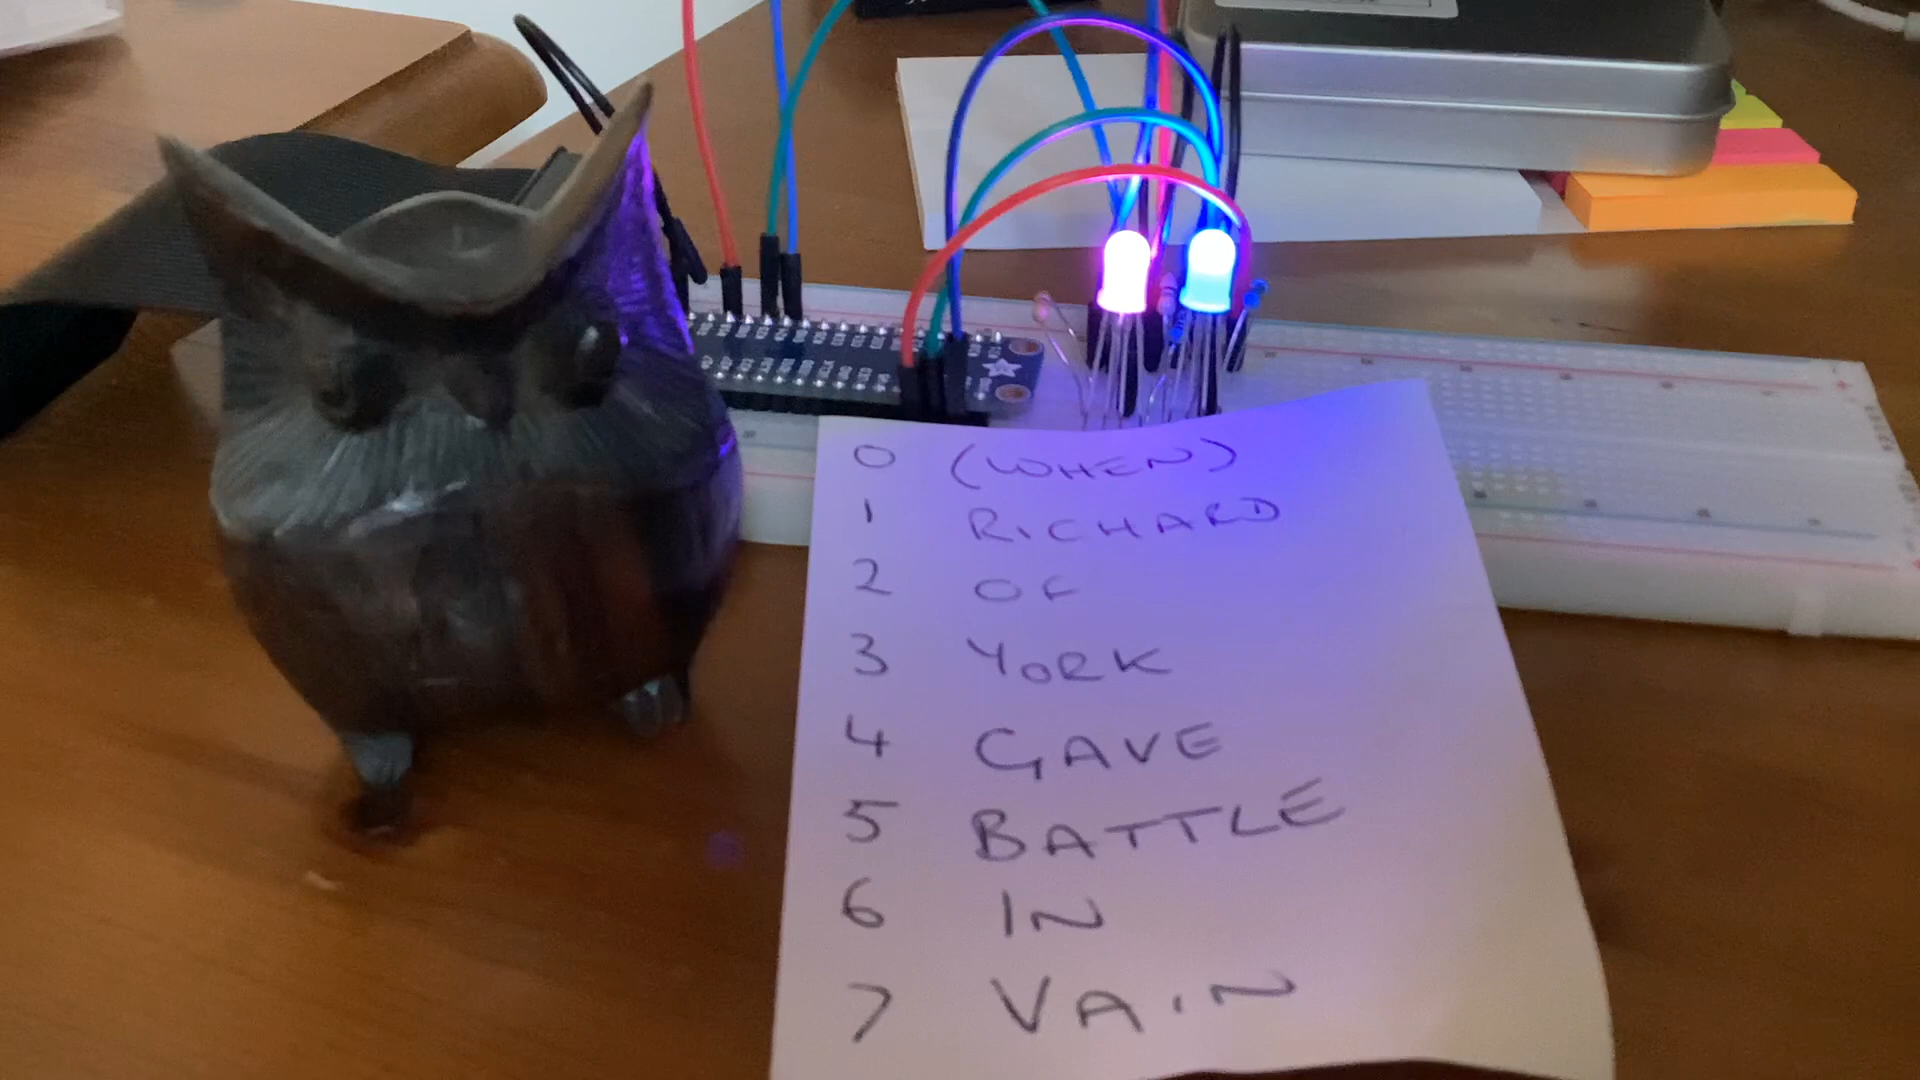 0 (WHEN)
1 RICHARD
2 OF
3 YORK
4 GAVE
5 BATTLE
6 IN
7 VAIN